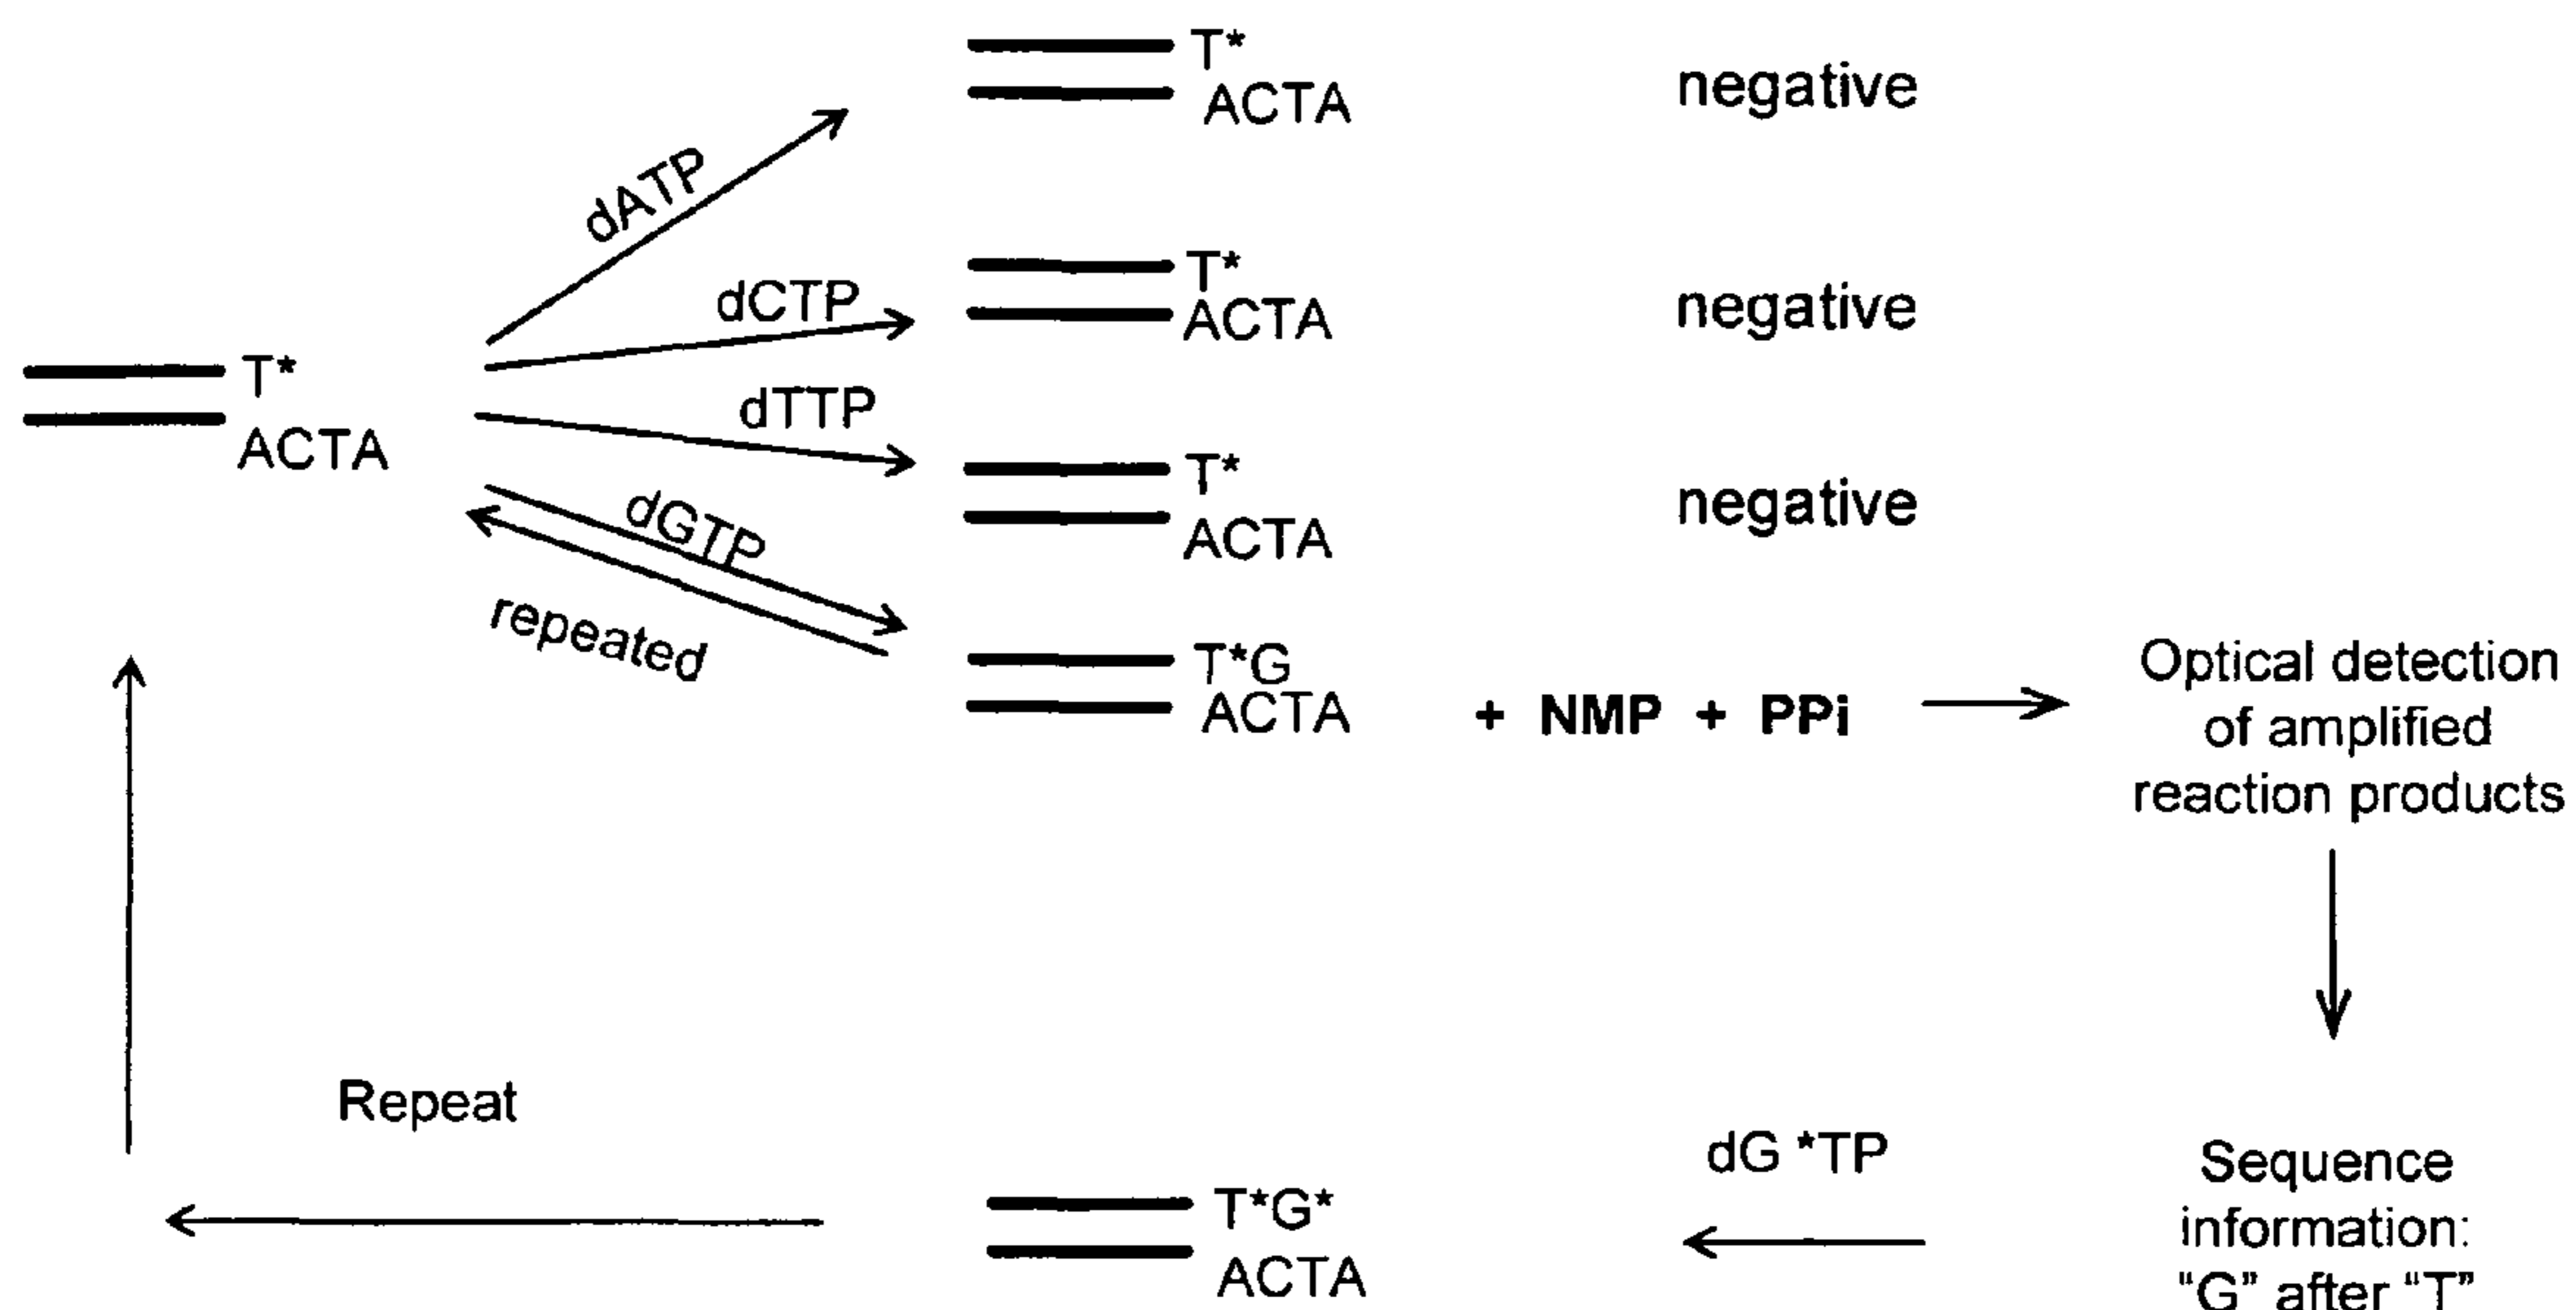 T*
ACTA
negative
dATP
T*
ACTA
negative
dCTP
T*
ACTA
dTTP
T*
ACTA
negative
dGTP
repeated
T*G
ACTA
+ NMP + PPi
Optical detection
of amplified
reaction products
Repeat
T*G*
ACTA
dG *TP
Sequence
information:
"G" after "T"